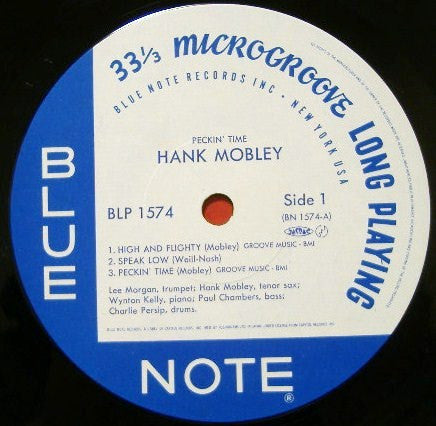 33⅓ MICROGROOVE LONG PLAYING
BLUE NOTE RECORDS INC • NEW YORK USA
PECKIN' TIME
HANK MOBLEY
BLP 1574
Side 1
(BN 1574-A)
1. HIGH AND FLIGHTY (Mobley) GROOVE MUSIC - BMI
2. SPEAK LOW (Weill-Nash)
3. PECKIN' TIME (Mobley) GROOVE MUSIC - BMI
Lee Morgan, trumpet; Hank Mobley, tenor sax;
Wynton Kelly, piano; Paul Chambers, bass;
Charlie Persip, drums.
BLUE
NOTE ®